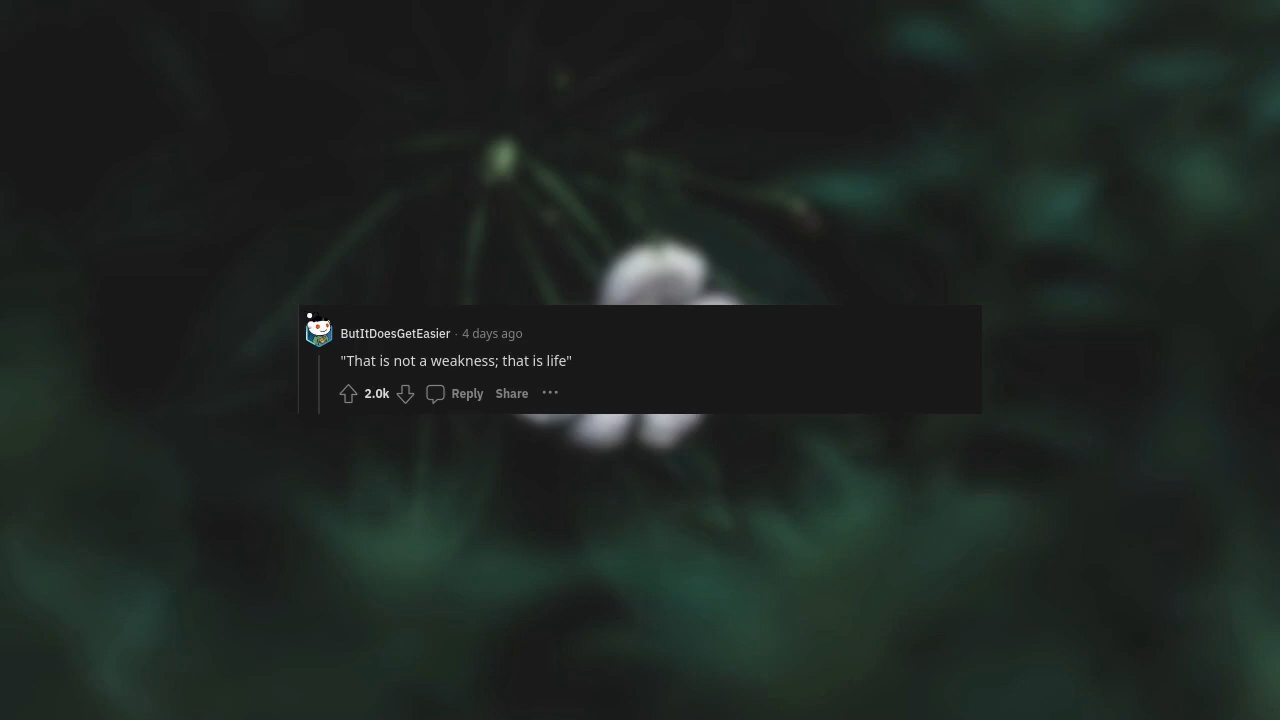 ButItDoesGetEasier · 4 days ago
"That is not a weakness; that is life"
2.0k Reply Share ···